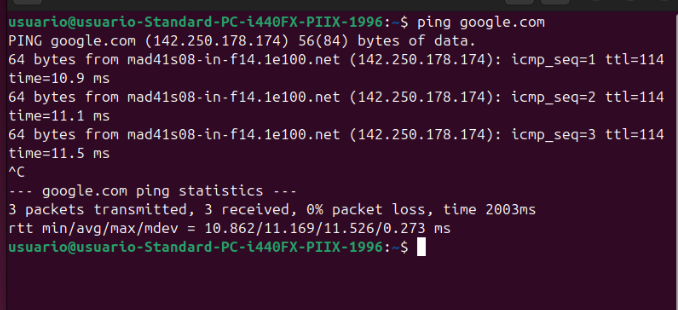 usuario@usuario-Standard-PC-i440FX-PIIX-1996:~$ ping google.com
PING google.com (142.250.178.174) 56(84) bytes of data.
64 bytes from mad41s08-in-f14.1e100.net (142.250.178.174): icmp_seq=1 ttl=114
time=10.9 ms
64 bytes from mad41s08-in-f14.1e100.net (142.250.178.174): icmp_seq=2 ttl=114
time=11.1 ms
64 bytes from mad41s08-in-f14.1e100.net (142.250.178.174): icmp_seq=3 ttl=114
time=11.5 ms
^C
--- google.com ping statistics ---
3 packets transmitted, 3 received, 0% packet loss, time 2003ms
rtt min/avg/max/mdev = 10.862/11.169/11.526/0.273 ms
usuario@usuario-Standard-PC-i440FX-PIIX-1996:~$